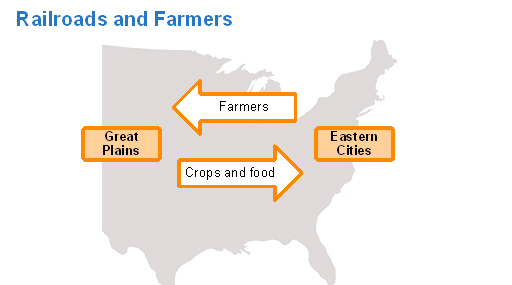 Railroads and Farmers
Farmers
Great
Plains
Eastern
Cities
Crops and food